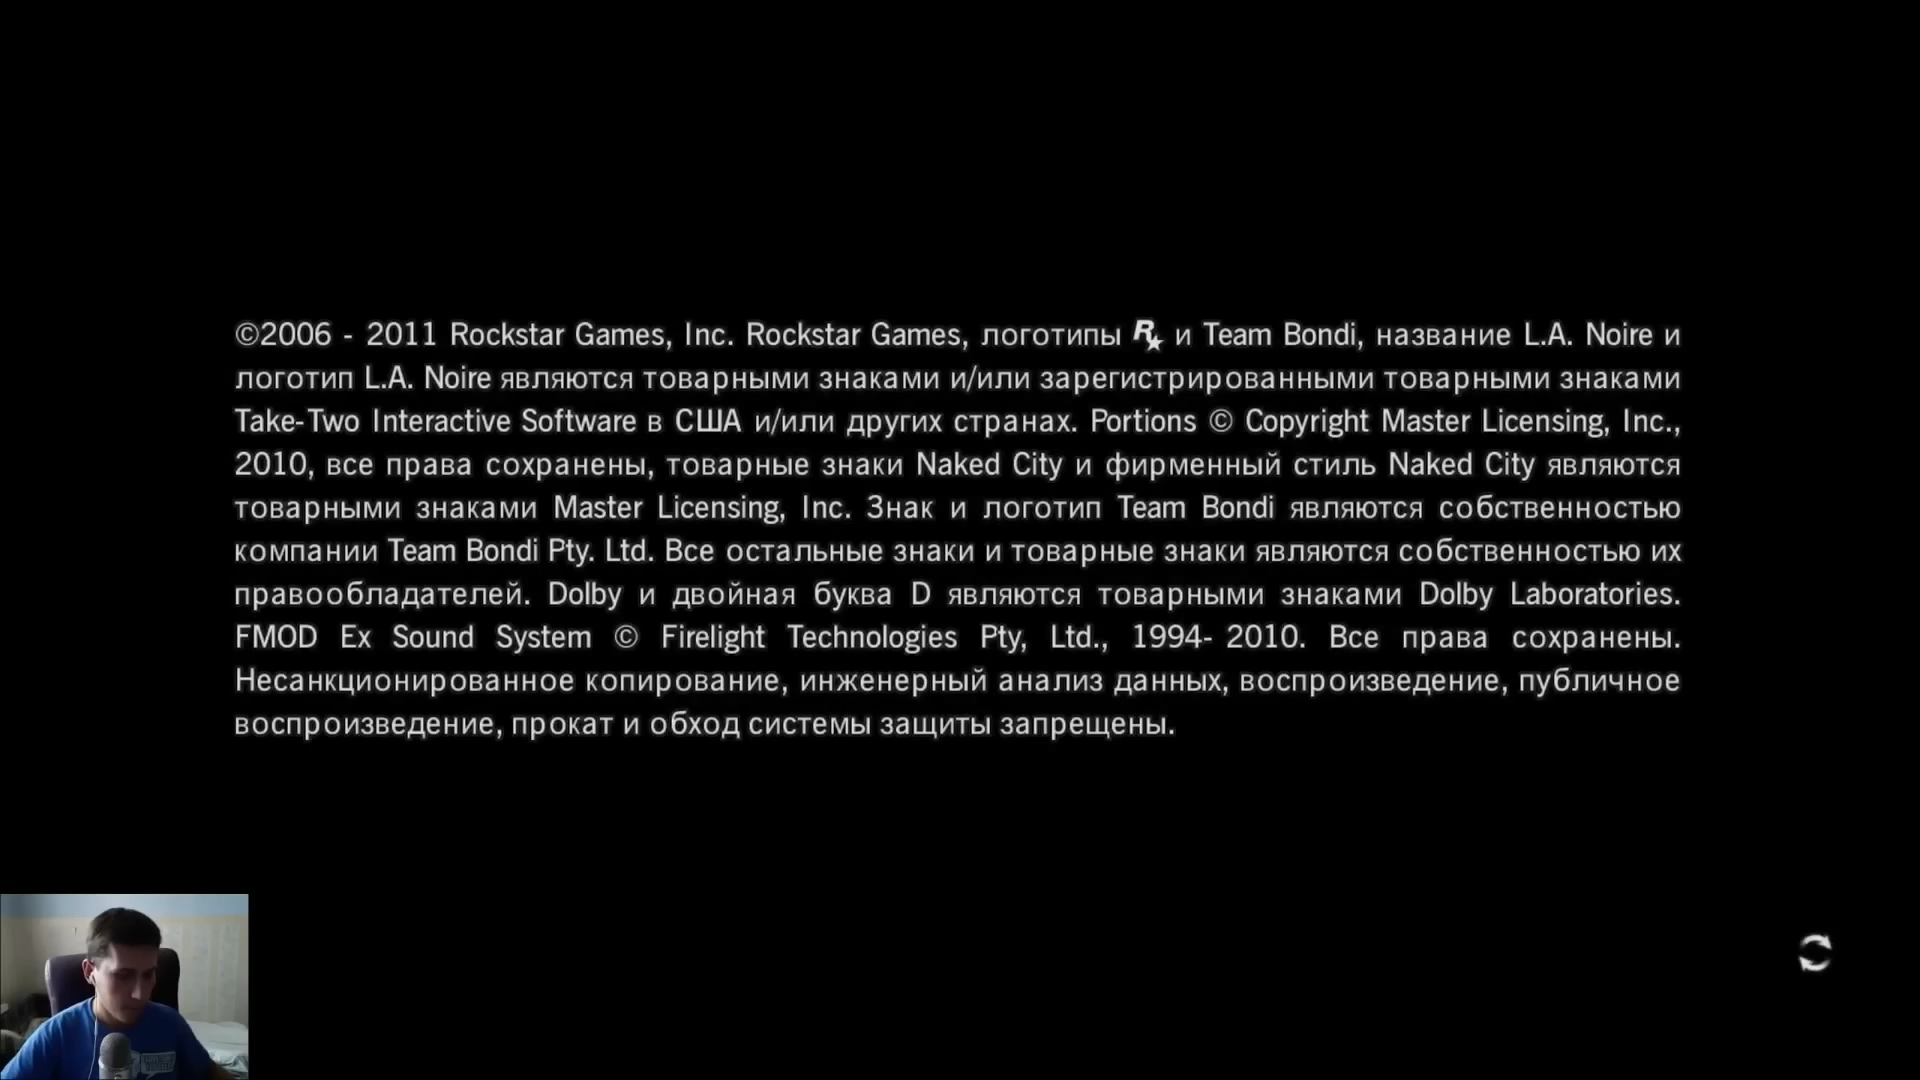 ©2006 - 2011 Rockstar Games, Inc. Rockstar Games, логотипы R и Team Bondi, название L.A. Noire и
логотип L.A. Noire являются товарными знаками и/или зарегистрированными товарными знаками
Take-Two Interactive Software в США и/или других странах. Portions © Copyright Master Licensing, Inc.,
2010, все права сохранены, товарные знаки Naked City и фирменный стиль Naked City являются
товарными знаками Master Licensing, Inc. Знак и логотип Team Bondi являются собственностью
компании Team Bondi Pty. Ltd. Все остальные знаки и товарные знаки являются собственностью их
правообладателей. Dolby и двойная буква D являются товарными знаками Dolby Laboratories.
FMOD Ex Sound System © Firelight Technologies Pty, Ltd., 1994- 2010. Все права сохранены.
Несанкционированное копирование, инженерный анализ данных, воспроизведение, публичное
воспроизведение, прокат и обход системы защиты запрещены.